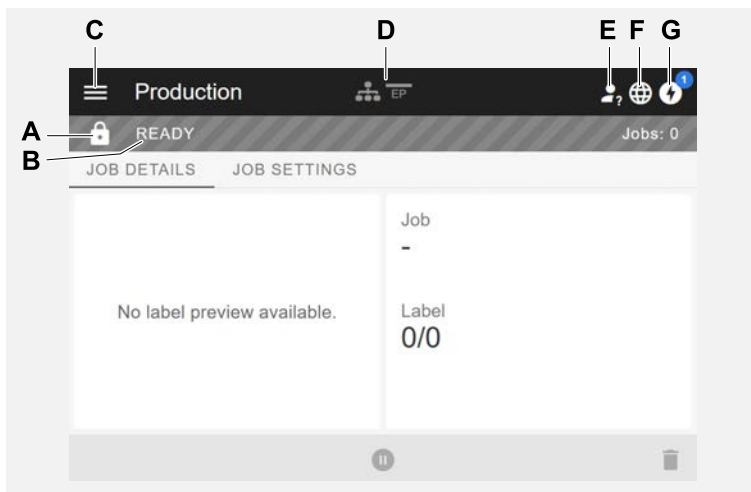 C D E F G
Production EP 1
A
READY Jobs: 0
B
JOB DETAILS JOB SETTINGS
Job
-
No label preview available.
Label
0/0